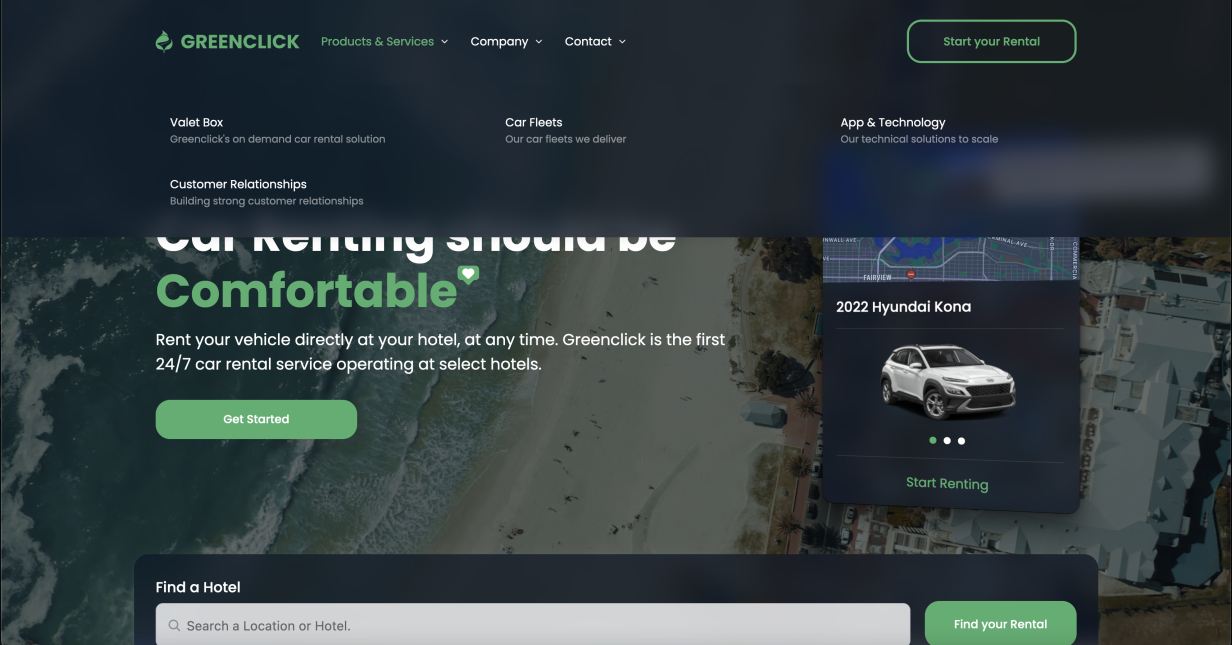 GREENCLICK
Products & Services
Company
Contact
Start your Rental
Valet Box
Greenclick's on demand car rental solution
Car Fleets
Our car fleets we deliver
App & Technology
Our technical solutions to scale
Customer Relationships
Building strong customer relationships
Car Renting should be
Comfortable
Rent your vehicle directly at your hotel, at any time. Greenclick is the first
24/7 car rental service operating at select hotels.
Get Started
FAIRVIEW
2022 Hyundai Kona
Start Renting
Find a Hotel
Search a Location or Hotel.
Find your Rental